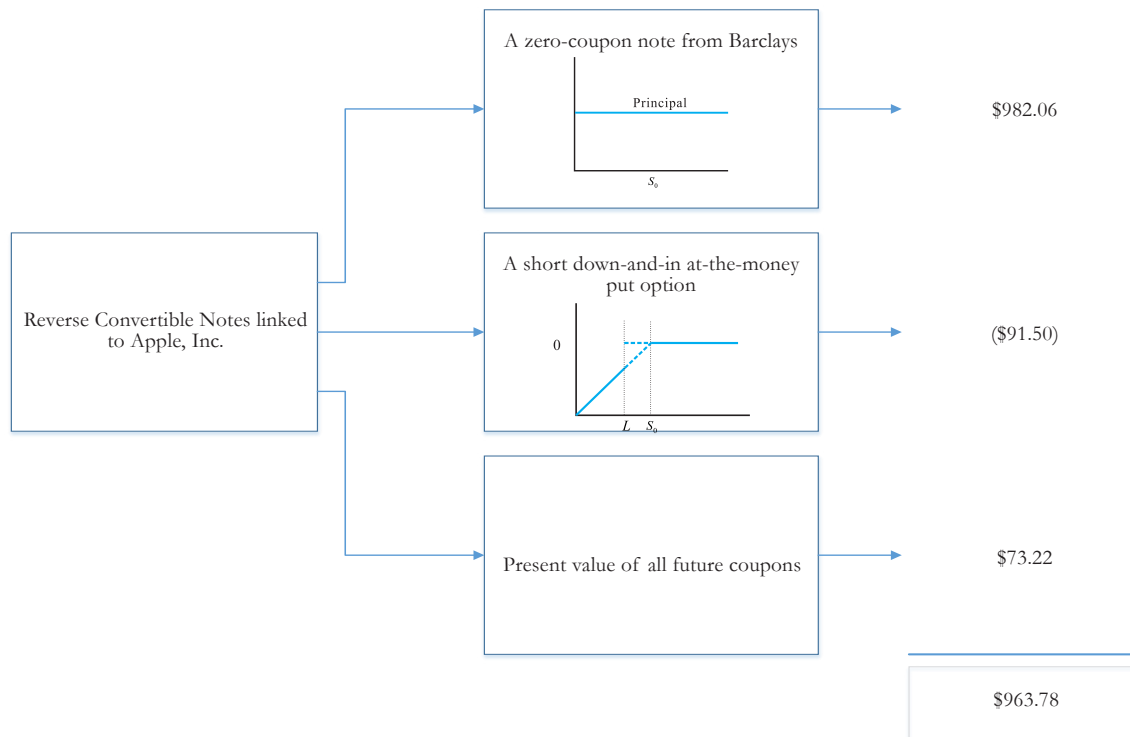 A zero-coupon note from Barclays
Principal
S₀
$982.06
Reverse Convertible Notes linked
to Apple, Inc.
A short down-and-in at-the-money
put option
0
L S₀
($91.50)
Present value of all future coupons
$73.22
$963.78